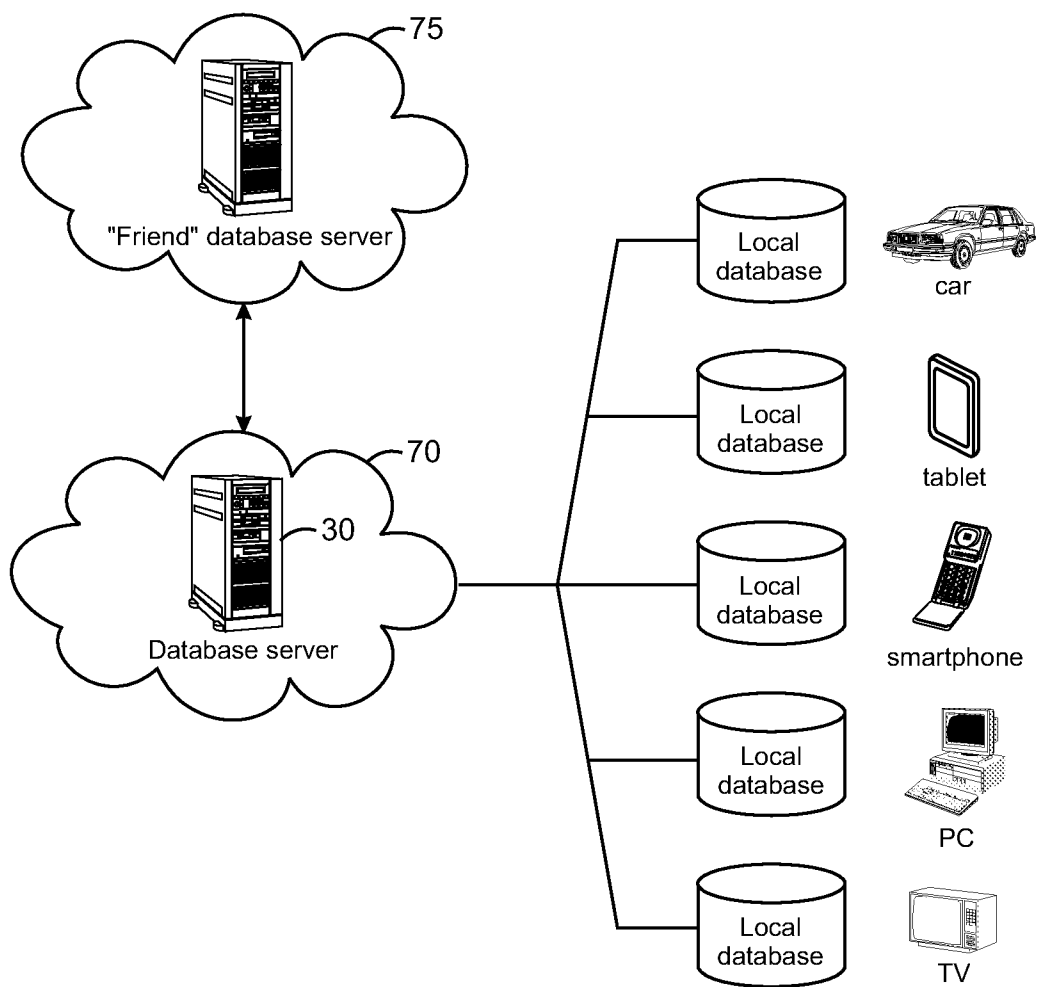 75
"Friend" database server
70
30
Database server
Local
database
car
Local
database
tablet
Local
database
smartphone
Local
database
PC
Local
database
TV